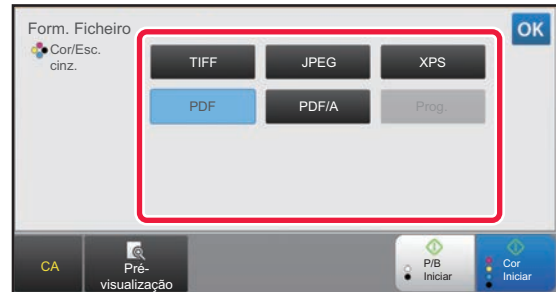 Form. Ficheiro
OK
Cor/Esc.
cinz.
TIFF
JPEG
XPS
PDF
PDF/A
Prog.
CA
Pré-
visualização
P/B
Iniciar
Cor
Iniciar